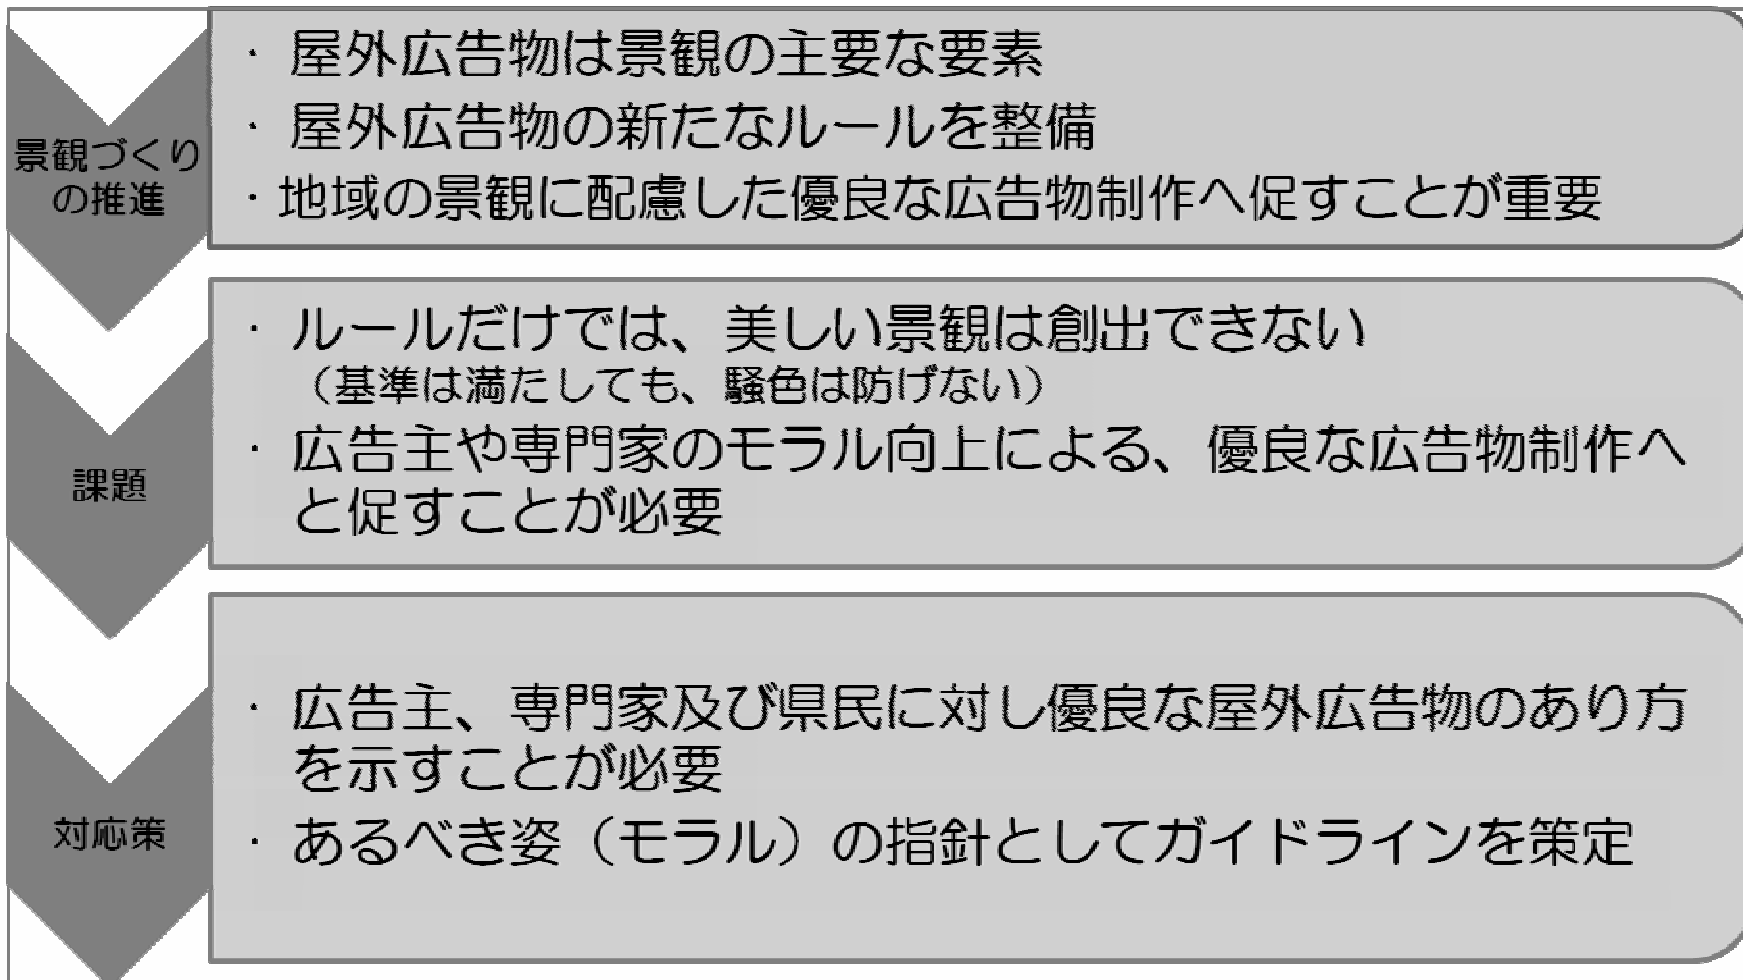 景観づくり
の推進
・ 屋外広告物は景観の主要な要素
・ 屋外広告物の新たなルールを整備
・地域の景観に配慮した優良な広告物制作へ促すことが重要
課題
・ ルールだけでは、美しい景観は創出できない
（基準は満たしても、騒色は防げない）
・ 広告主や専門家のモラル向上による、優良な広告物制作へ
と促すことが必要
対応策
・ 広告主、専門家及び県民に対し優良な屋外広告物のあり方
を示すことが必要
・ あるべき姿（モラル）の指針としてガイドラインを策定